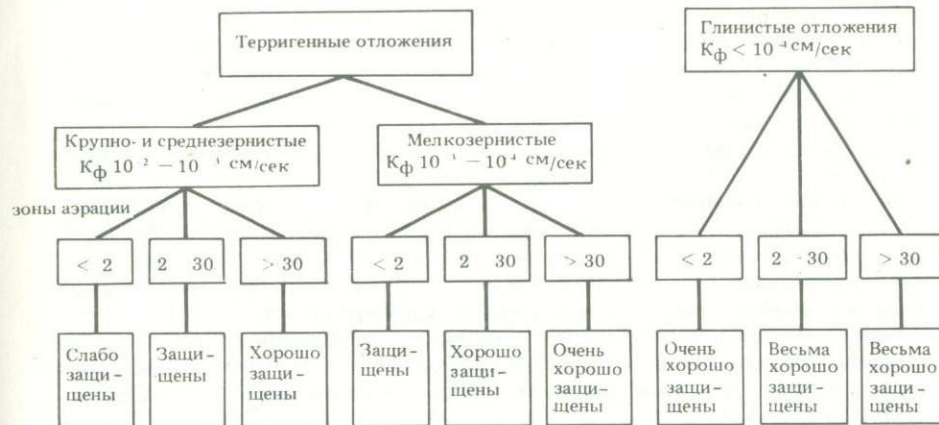 Терригенные отложения
Глинистые отложения
Kф < 10⁻⁴ см/сек
Крупно- и среднезернистые
Kф 10⁻² – 10⁻³ см/сек
Мелкозернистые
Kф 10⁻³ – 10⁻⁴ см/сек
зоны аэрации
< 2
2 30
> 30
< 2
2 30
> 30
< 2
2 - 30
> 30
Слабо
защи-
щены
Защи-
щены
Хорошо
защи-
щены
Защи-
щены
Хорошо
защи-
щены
Очень
хорошо
защи-
щены
Очень
хорошо
защи-
щены
Весьма
хорошо
защи-
щены
Весьма
хорошо
защи-
щены